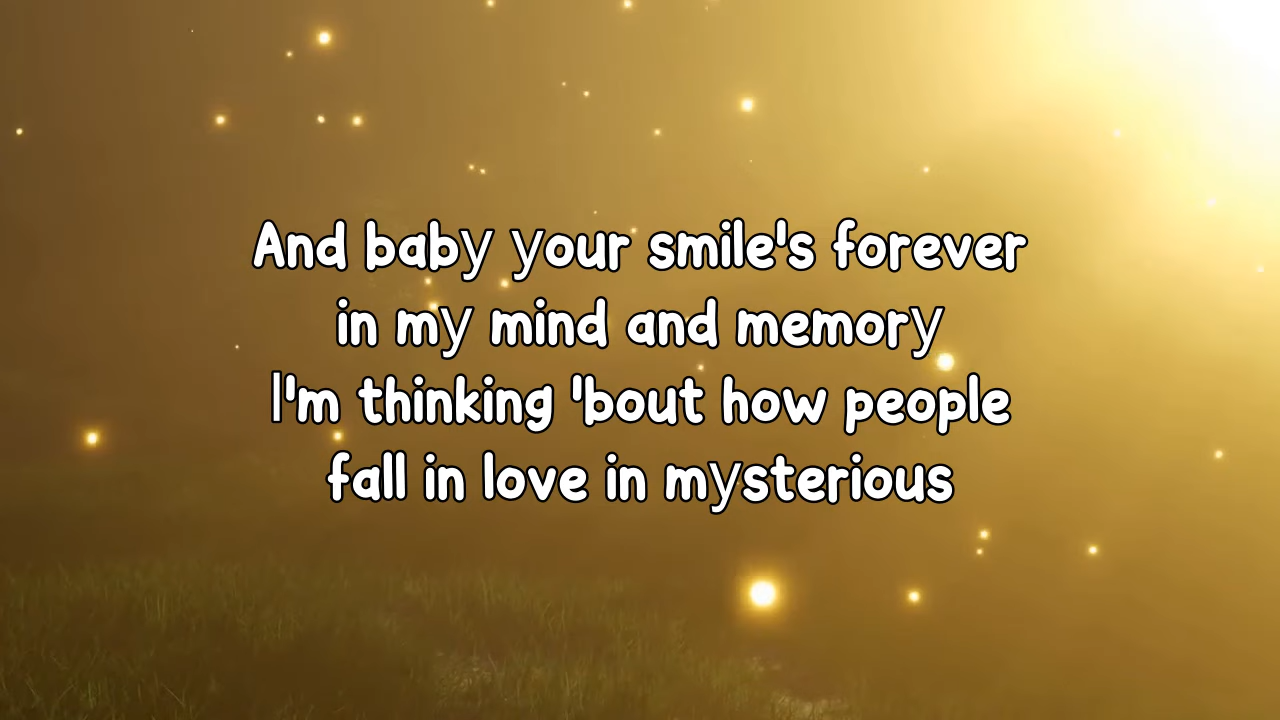 And baby your smile's forever
in my mind and memory
I'm thinking 'bout how people
fall in love in mysterious